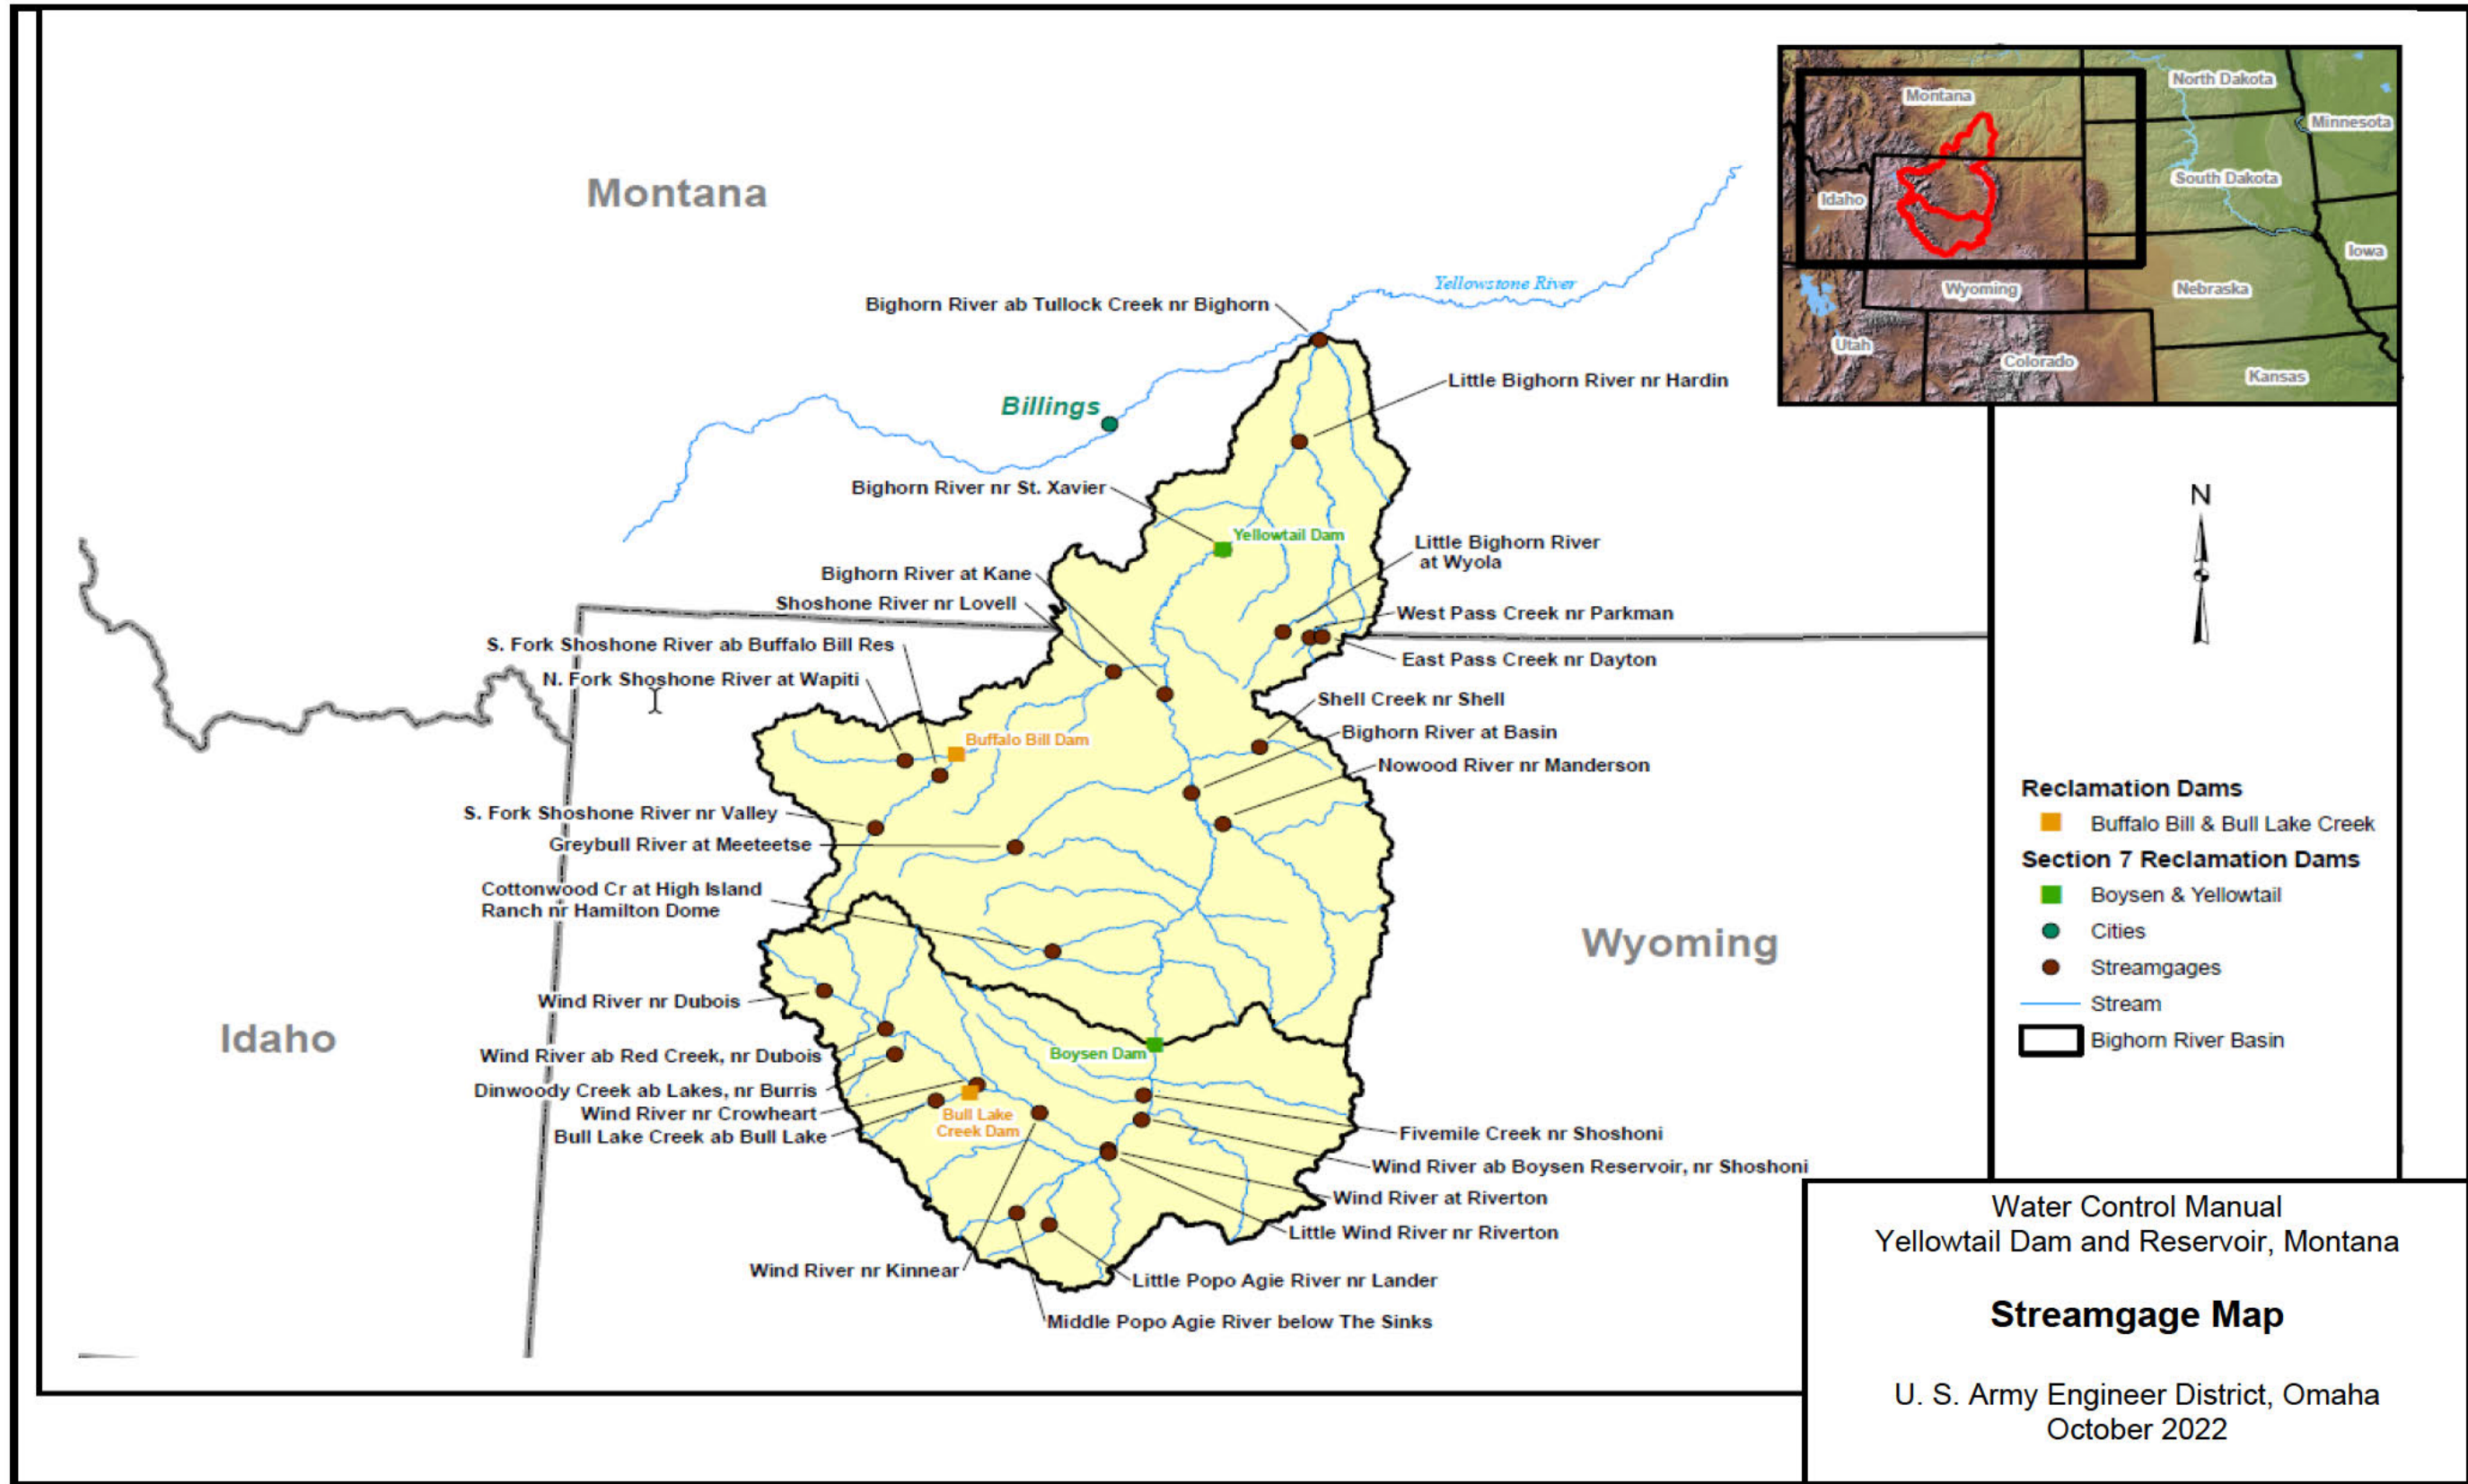 Montana
North Dakota
Montana
Minnesota
South Dakota
Idaho
Iowa
Wyoming
Nebraska
Utah
Colorado
Kansas
Yellowstone River
Bighorn River ab Tullock Creek nr Bighorn
Little Bighorn River nr Hardin
Billings
Bighorn River nr St. Xavier
Yellowtail Dam
Little Bighorn River
at Wyola
Bighorn River at Kane
Shoshone River nr Lovell
West Pass Creek nr Parkman
S. Fork Shoshone River ab Buffalo Bill Res
East Pass Creek nr Dayton
N. Fork Shoshone River at Wapiti
Shell Creek nr Shell
Buffalo Bill Dam
Bighorn River at Basin
Nowood River nr Manderson
S. Fork Shoshone River nr Valley
Greybull River at Meeteetse
Cottonwood Cr at High Island
Ranch nr Hamilton Dome
Wyoming
Wind River nr Dubois
Idaho
Wind River ab Red Creek, nr Dubois
Boysen Dam
Dinwoody Creek ab Lakes, nr Burris
Wind River nr Crowheart
Bull Lake
Creek Dam
Bull Lake Creek ab Bull Lake
Fivemile Creek nr Shoshoni
Wind River ab Boysen Reservoir, nr Shoshoni
Wind River at Riverton
Little Wind River nr Riverton
Wind River nr Kinnear
Little Popo Agie River nr Lander
Middle Popo Agie River below The Sinks
N
Reclamation Dams
Buffalo Bill & Bull Lake Creek
Section 7 Reclamation Dams
Boysen & Yellowtail
Cities
Streamgages
Stream
Bighorn River Basin
Water Control Manual
Yellowtail Dam and Reservoir, Montana
Streamgage Map
U. S. Army Engineer District, Omaha
October 2022